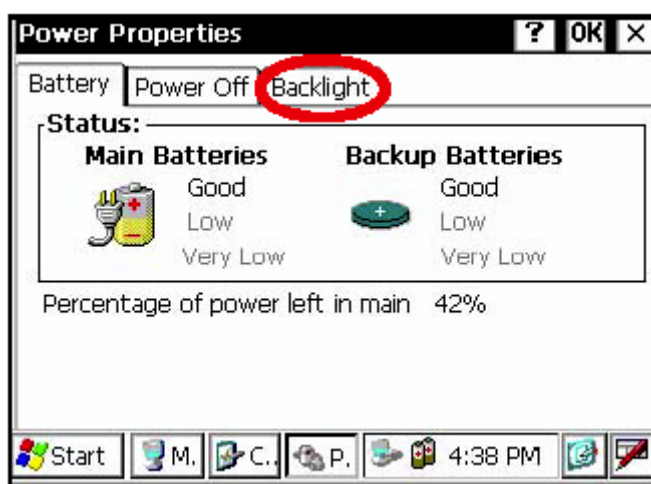 Power Properties ? OK ×
Battery Power Off Backlight
Status:
Main Batteries Backup Batteries
Good Good
Low Low
Very Low Very Low
Percentage of power left in main 42%
Start M. C.. P. 4:38 PM